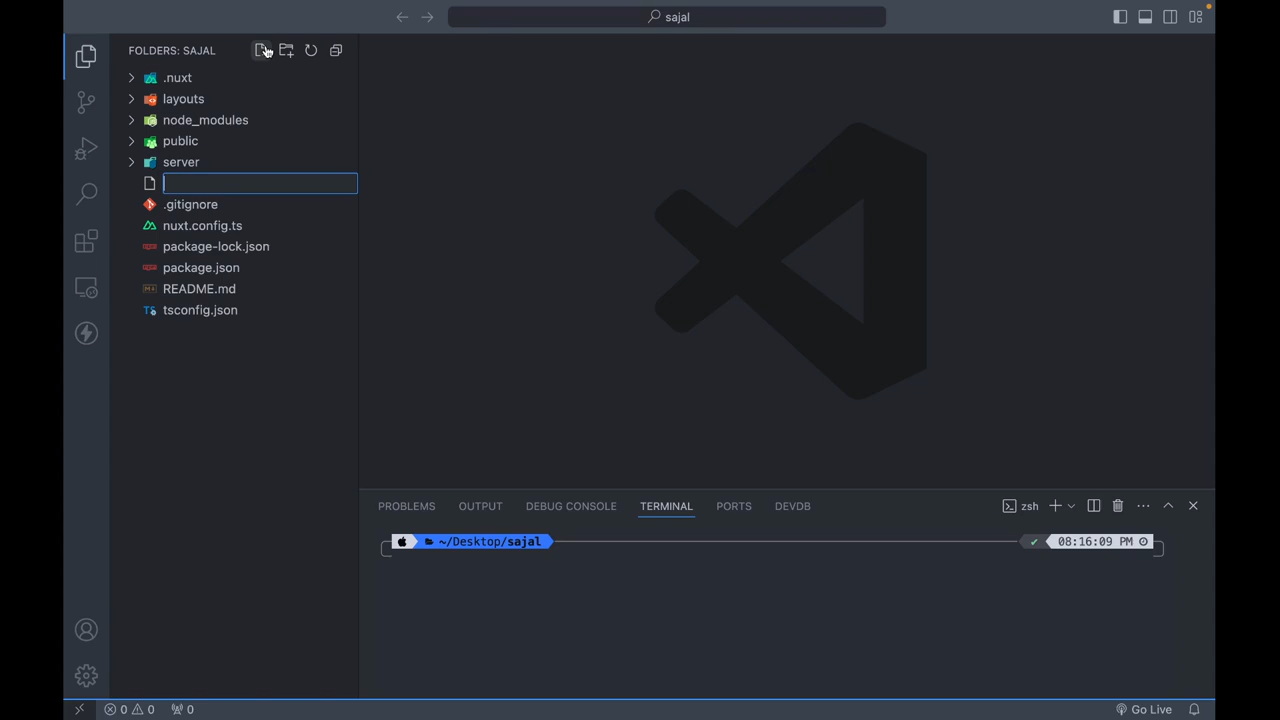 sajal
FOLDERS: SAJAL
.nuxt
layouts
node_modules
public
server
.gitignore
nuxt.config.ts
package-lock.json
package.json
README.md
TS tsconfig.json
PROBLEMS OUTPUT DEBUG CONSOLE TERMINAL PORTS DEVDB zsh
~/Desktop/sajal 08:16:09 PM
0 0 0 Go Live